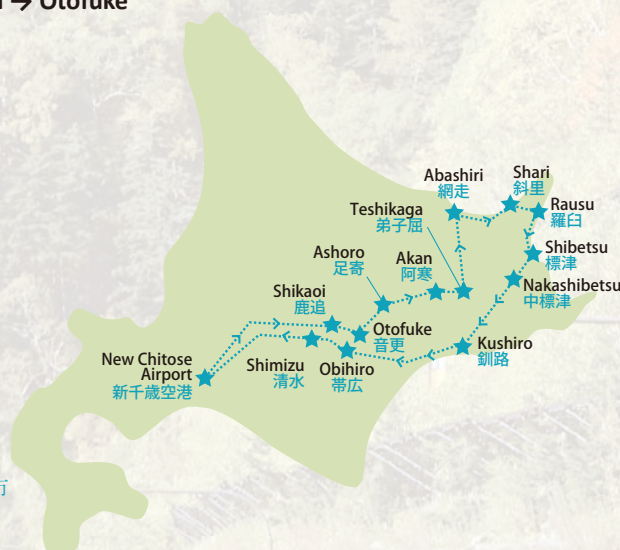 → Otofuke
Abashiri
網走
Shari
斜里
Rausu
羅臼
Teshikaga
弟子屈
Shibetsu
標津
Ashoro
足寄
Akan
阿寒
Nakashibetsu
中標津
Shikaoi
鹿追
Otofuke
音更
Kushiro
釧路
New Chitose
Airport
新千歳空港
Shimizu
清水
Obihiro
帯広